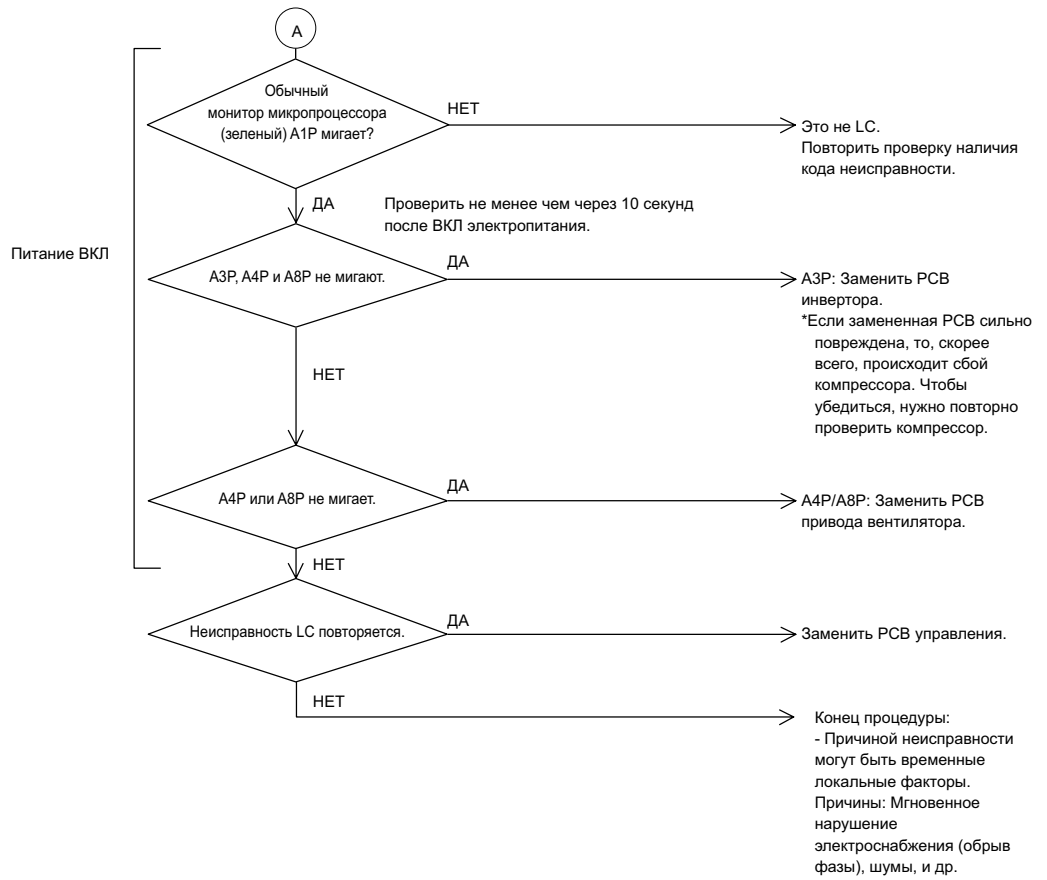 A
Обычный
монитор микропроцессора
(зеленый) A1P мигает?
НЕТ
Это не LC.
Повторить проверку наличия
кода неисправности.
ДА
Проверить не менее чем через 10 секунд
после ВКЛ электропитания.
Питание ВКЛ
A3P, A4P и A8P не мигают.
ДА
A3P: Заменить PCB
инвертора.
*Если замененная PCB сильно
повреждена, то, скорее
всего, происходит сбой
компрессора. Чтобы
убедиться, нужно повторно
проверить компрессор.
НЕТ
A4P или A8P не мигает.
ДА
A4P/A8P: Заменить PCB
привода вентилятора.
НЕТ
Неисправность LC повторяется.
ДА
Заменить PCB управления.
НЕТ
Конец процедуры:
- Причиной неисправности
могут быть временные
локальные факторы.
Причины: Мгновенное
нарушение
электроснабжения (обрыв
фазы), шумы, и др.